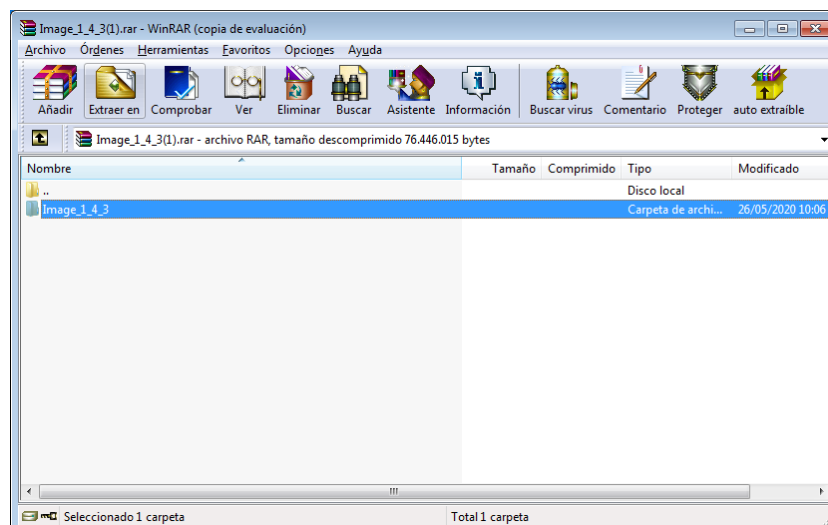 Image_1_4_3(1).rar - WinRAR (copia de evaluación)
Archivo Órdenes Herramientas Favoritos Opciones Ayuda
Añadir Extraer en Comprobar Ver Eliminar Buscar Asistente Información Buscar virus Comentario Proteger auto extraíble
Image_1_4_3(1).rar - archivo RAR, tamaño descomprimido 76.446.015 bytes
Nombre Tamaño Comprimido Tipo Modificado
.. Disco local
Image_1_4_3 Carpeta de archi... 26/05/2020 10:06
Seleccionado 1 carpeta Total 1 carpeta